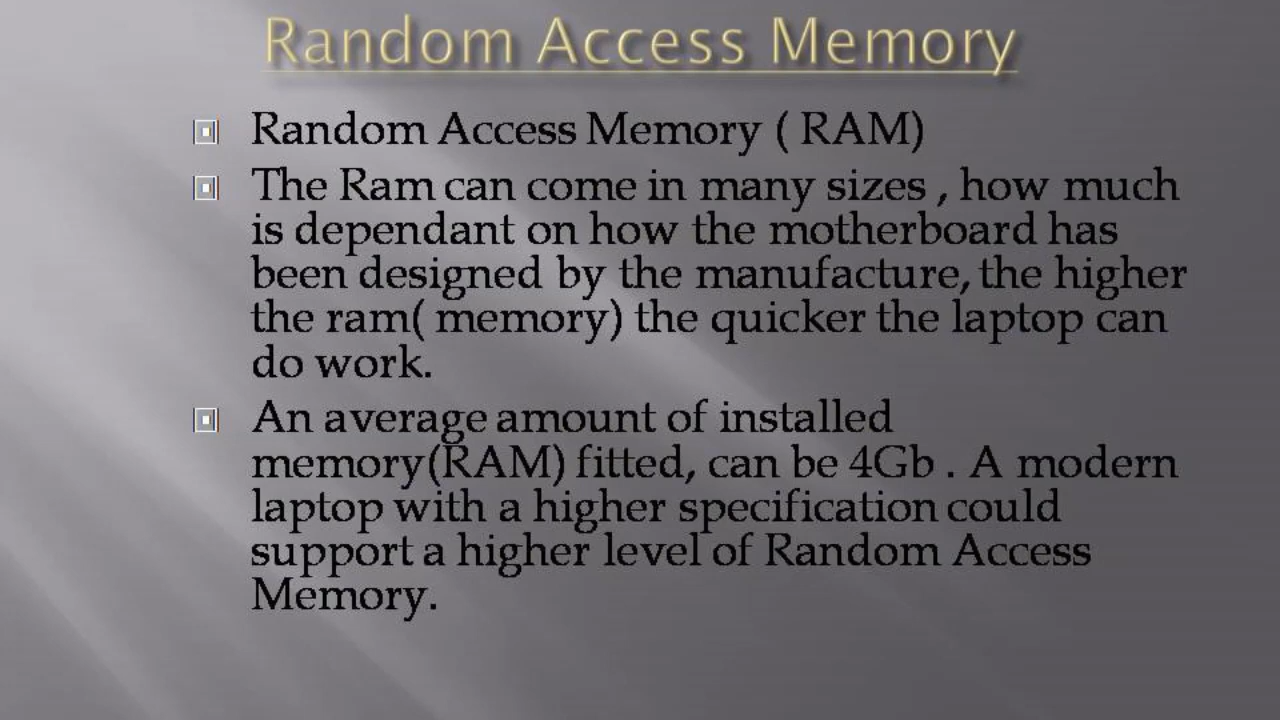 Random Access Memory
Random Access Memory ( RAM)
The Ram can come in many sizes , how much
is dependant on how the motherboard has
been designed by the manufacture, the higher
the ram( memory) the quicker the laptop can
do work.
An average amount of installed
memory(RAM) fitted, can be 4Gb . A modern
laptop with a higher specification could
support a higher level of Random Access
Memory.